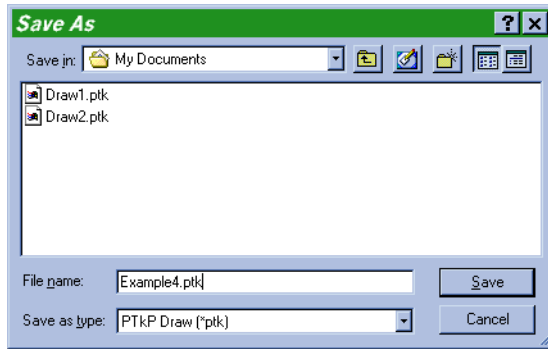 Save As
Save in: My Documents
Draw1.ptk
Draw2.ptk
File name: Example4.ptk Save
Save as type: PTkP Draw (*ptk) Cancel